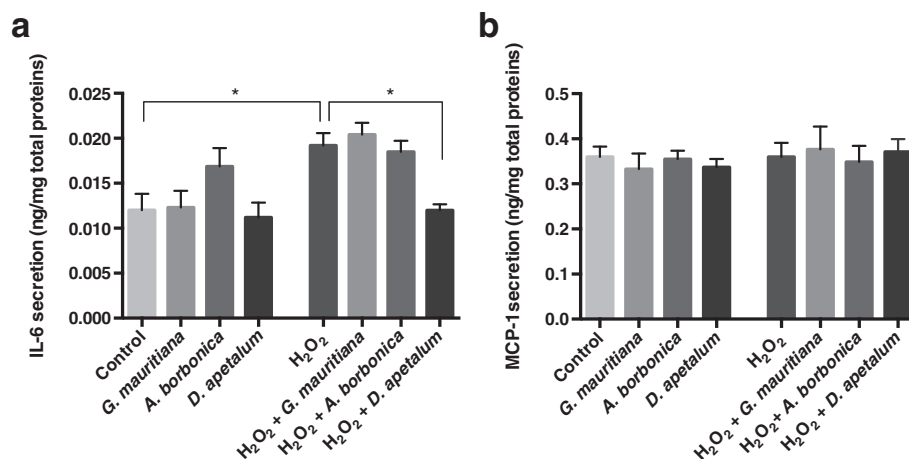 a
IL-6 secretion (ng/mg total proteins)
0.025
0.020
0.015
0.010
0.005
0.000
*
*
Control
G. mauritiana
A. borbonica
D. apetalum
H₂O₂
H₂O₂ + G. mauritiana
H₂O₂ + A. borbonica
H₂O₂ + D. apetalum
b
MCP-1 secretion (ng/mg total proteins)
0.5
0.4
0.3
0.2
0.1
0.0
Control
G. mauritiana
A. borbonica
D. apetalum
H₂O₂
H₂O₂ + G. mauritiana
H₂O₂+ A. borbonica
H₂O₂ + D. apetalum